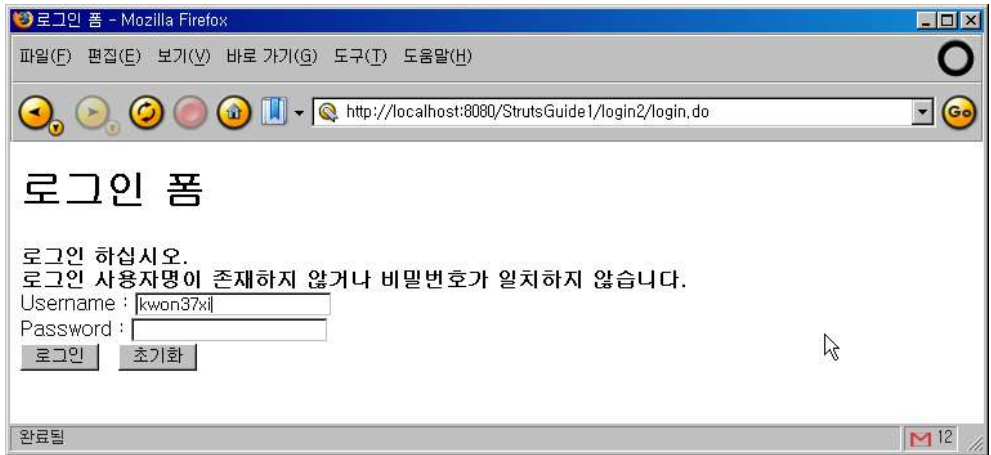 로그인 폼 - Mozilla Firefox
파일(F) 편집(E) 보기(V) 바로 가기(G) 도구(T) 도움말(H)
http://localhost:8080/StrutsGuide1/login2/login.do
Go
로그인 폼
로그인 하십시오.
로그인 사용자명이 존재하지 않거나 비밀번호가 일치하지 않습니다.
Username : kwon37xi
Password :
로그인 초기화
완료됨
12